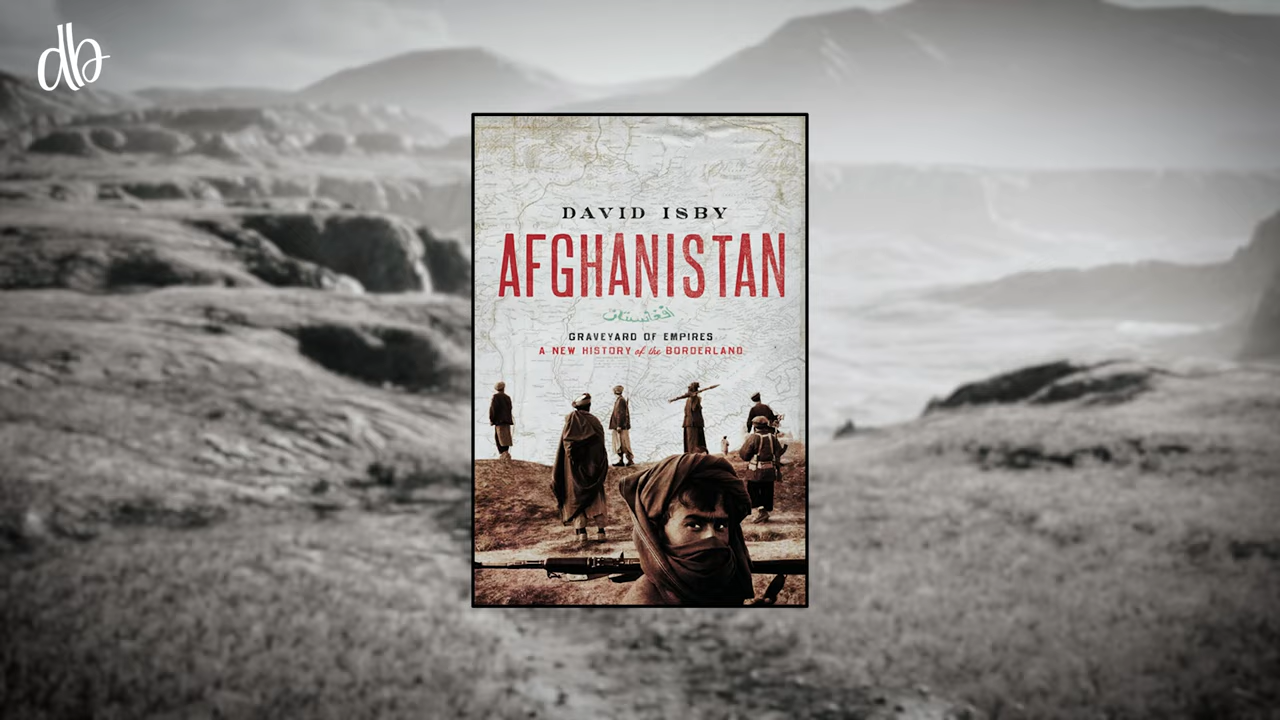 db
DAVID ISBY
AFGHANISTAN
افغانستان
GRAVEYARD OF EMPIRES
A NEW HISTORY of the BORDERLAND